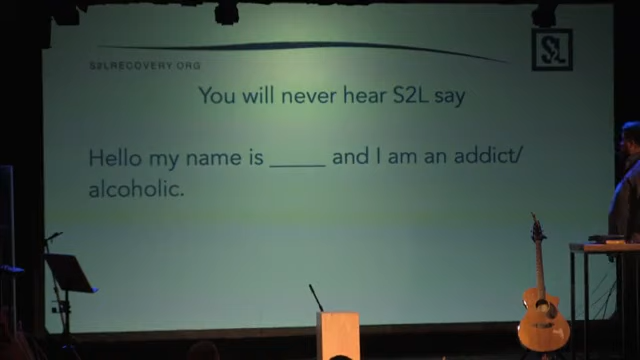 S2L
S2LRECOVERY.ORG
You will never hear S2L say
Hello my name is _____ and I am an addict/
alcoholic.